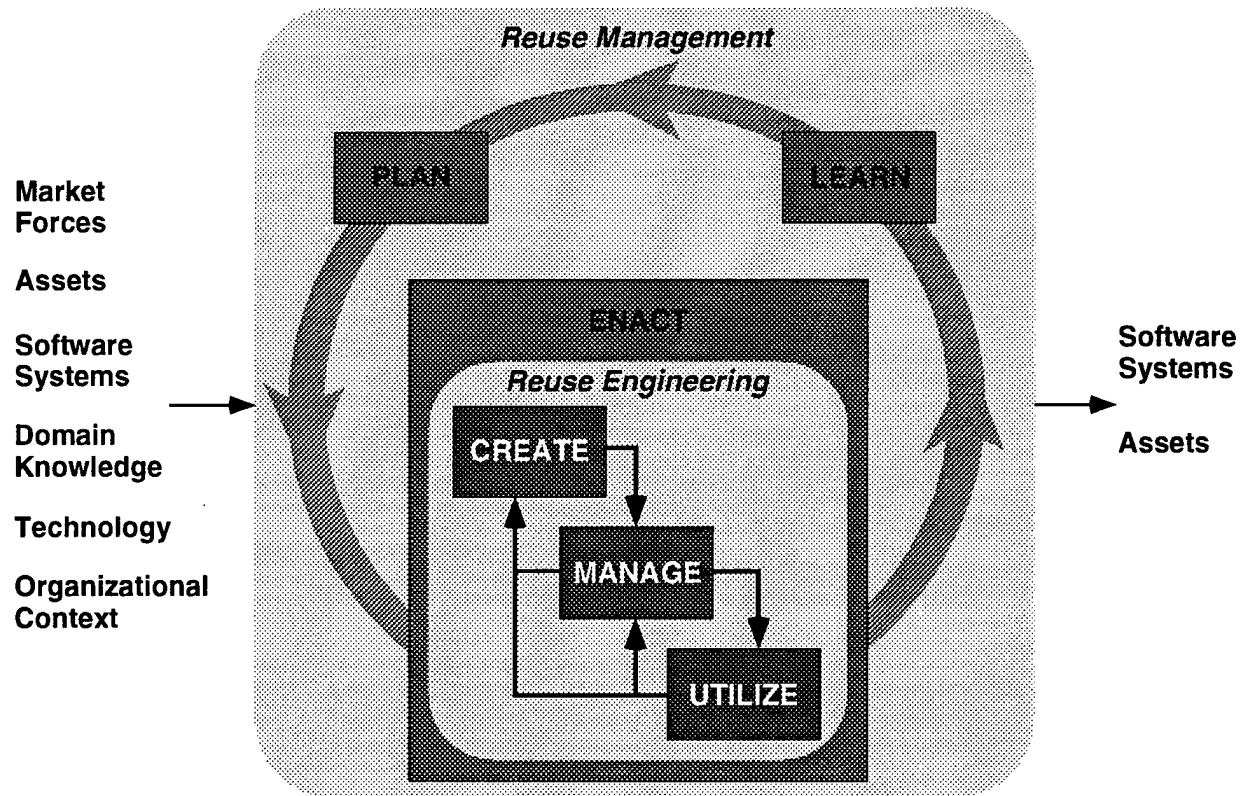 Reuse Management
PLAN
LEARN
Market
Forces
Assets
Software
Systems
Domain
Knowledge
Technology
Organizational
Context
ENACT
Reuse Engineering
CREATE
MANAGE
UTILIZE
Software
Systems
Assets